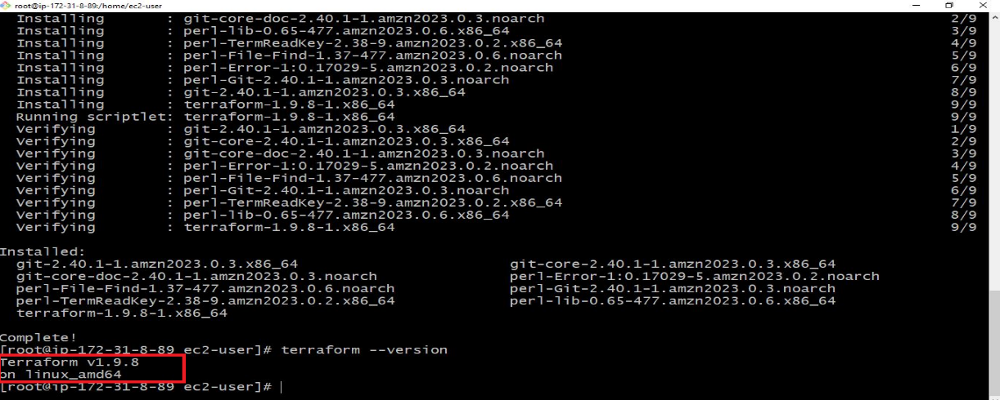 root@ip-172-31-8-89:/home/ec2-user
Installing : git-core-doc-2.40.1-1.amzn2023.0.3.noarch 2/9
Installing : perl-lib-0.65-477.amzn2023.0.6.x86_64 3/9
Installing : perl-TermReadKey-2.38-9.amzn2023.0.2.x86_64 4/9
Installing : perl-File-Find-1.37-477.amzn2023.0.6.noarch 5/9
Installing : perl-Error-1:0.17029-5.amzn2023.0.2.noarch 6/9
Installing : perl-Git-2.40.1-1.amzn2023.0.3.noarch 7/9
Installing : git-2.40.1-1.amzn2023.0.3.x86_64 8/9
Installing : terraform-1.9.8-1.x86_64 9/9
Running scriptlet: terraform-1.9.8-1.x86_64 9/9
Verifying : git-2.40.1-1.amzn2023.0.3.x86_64 1/9
Verifying : git-core-2.40.1-1.amzn2023.0.3.x86_64 2/9
Verifying : git-core-doc-2.40.1-1.amzn2023.0.3.noarch 3/9
Verifying : perl-Error-1:0.17029-5.amzn2023.0.2.noarch 4/9
Verifying : perl-File-Find-1.37-477.amzn2023.0.6.noarch 5/9
Verifying : perl-Git-2.40.1-1.amzn2023.0.3.noarch 6/9
Verifying : perl-TermReadKey-2.38-9.amzn2023.0.2.x86_64 7/9
Verifying : perl-lib-0.65-477.amzn2023.0.6.x86_64 8/9
Verifying : terraform-1.9.8-1.x86_64 9/9
Installed:
git-2.40.1-1.amzn2023.0.3.x86_64 git-core-2.40.1-1.amzn2023.0.3.x86_64
git-core-doc-2.40.1-1.amzn2023.0.3.noarch perl-Error-1:0.17029-5.amzn2023.0.2.noarch
perl-File-Find-1.37-477.amzn2023.0.6.noarch perl-Git-2.40.1-1.amzn2023.0.3.noarch
perl-TermReadKey-2.38-9.amzn2023.0.2.x86_64 perl-lib-0.65-477.amzn2023.0.6.x86_64
terraform-1.9.8-1.x86_64
Complete!
[root@ip-172-31-8-89 ec2-user]# terraform --version
Terraform v1.9.8
on linux_amd64
[root@ip-172-31-8-89 ec2-user]#